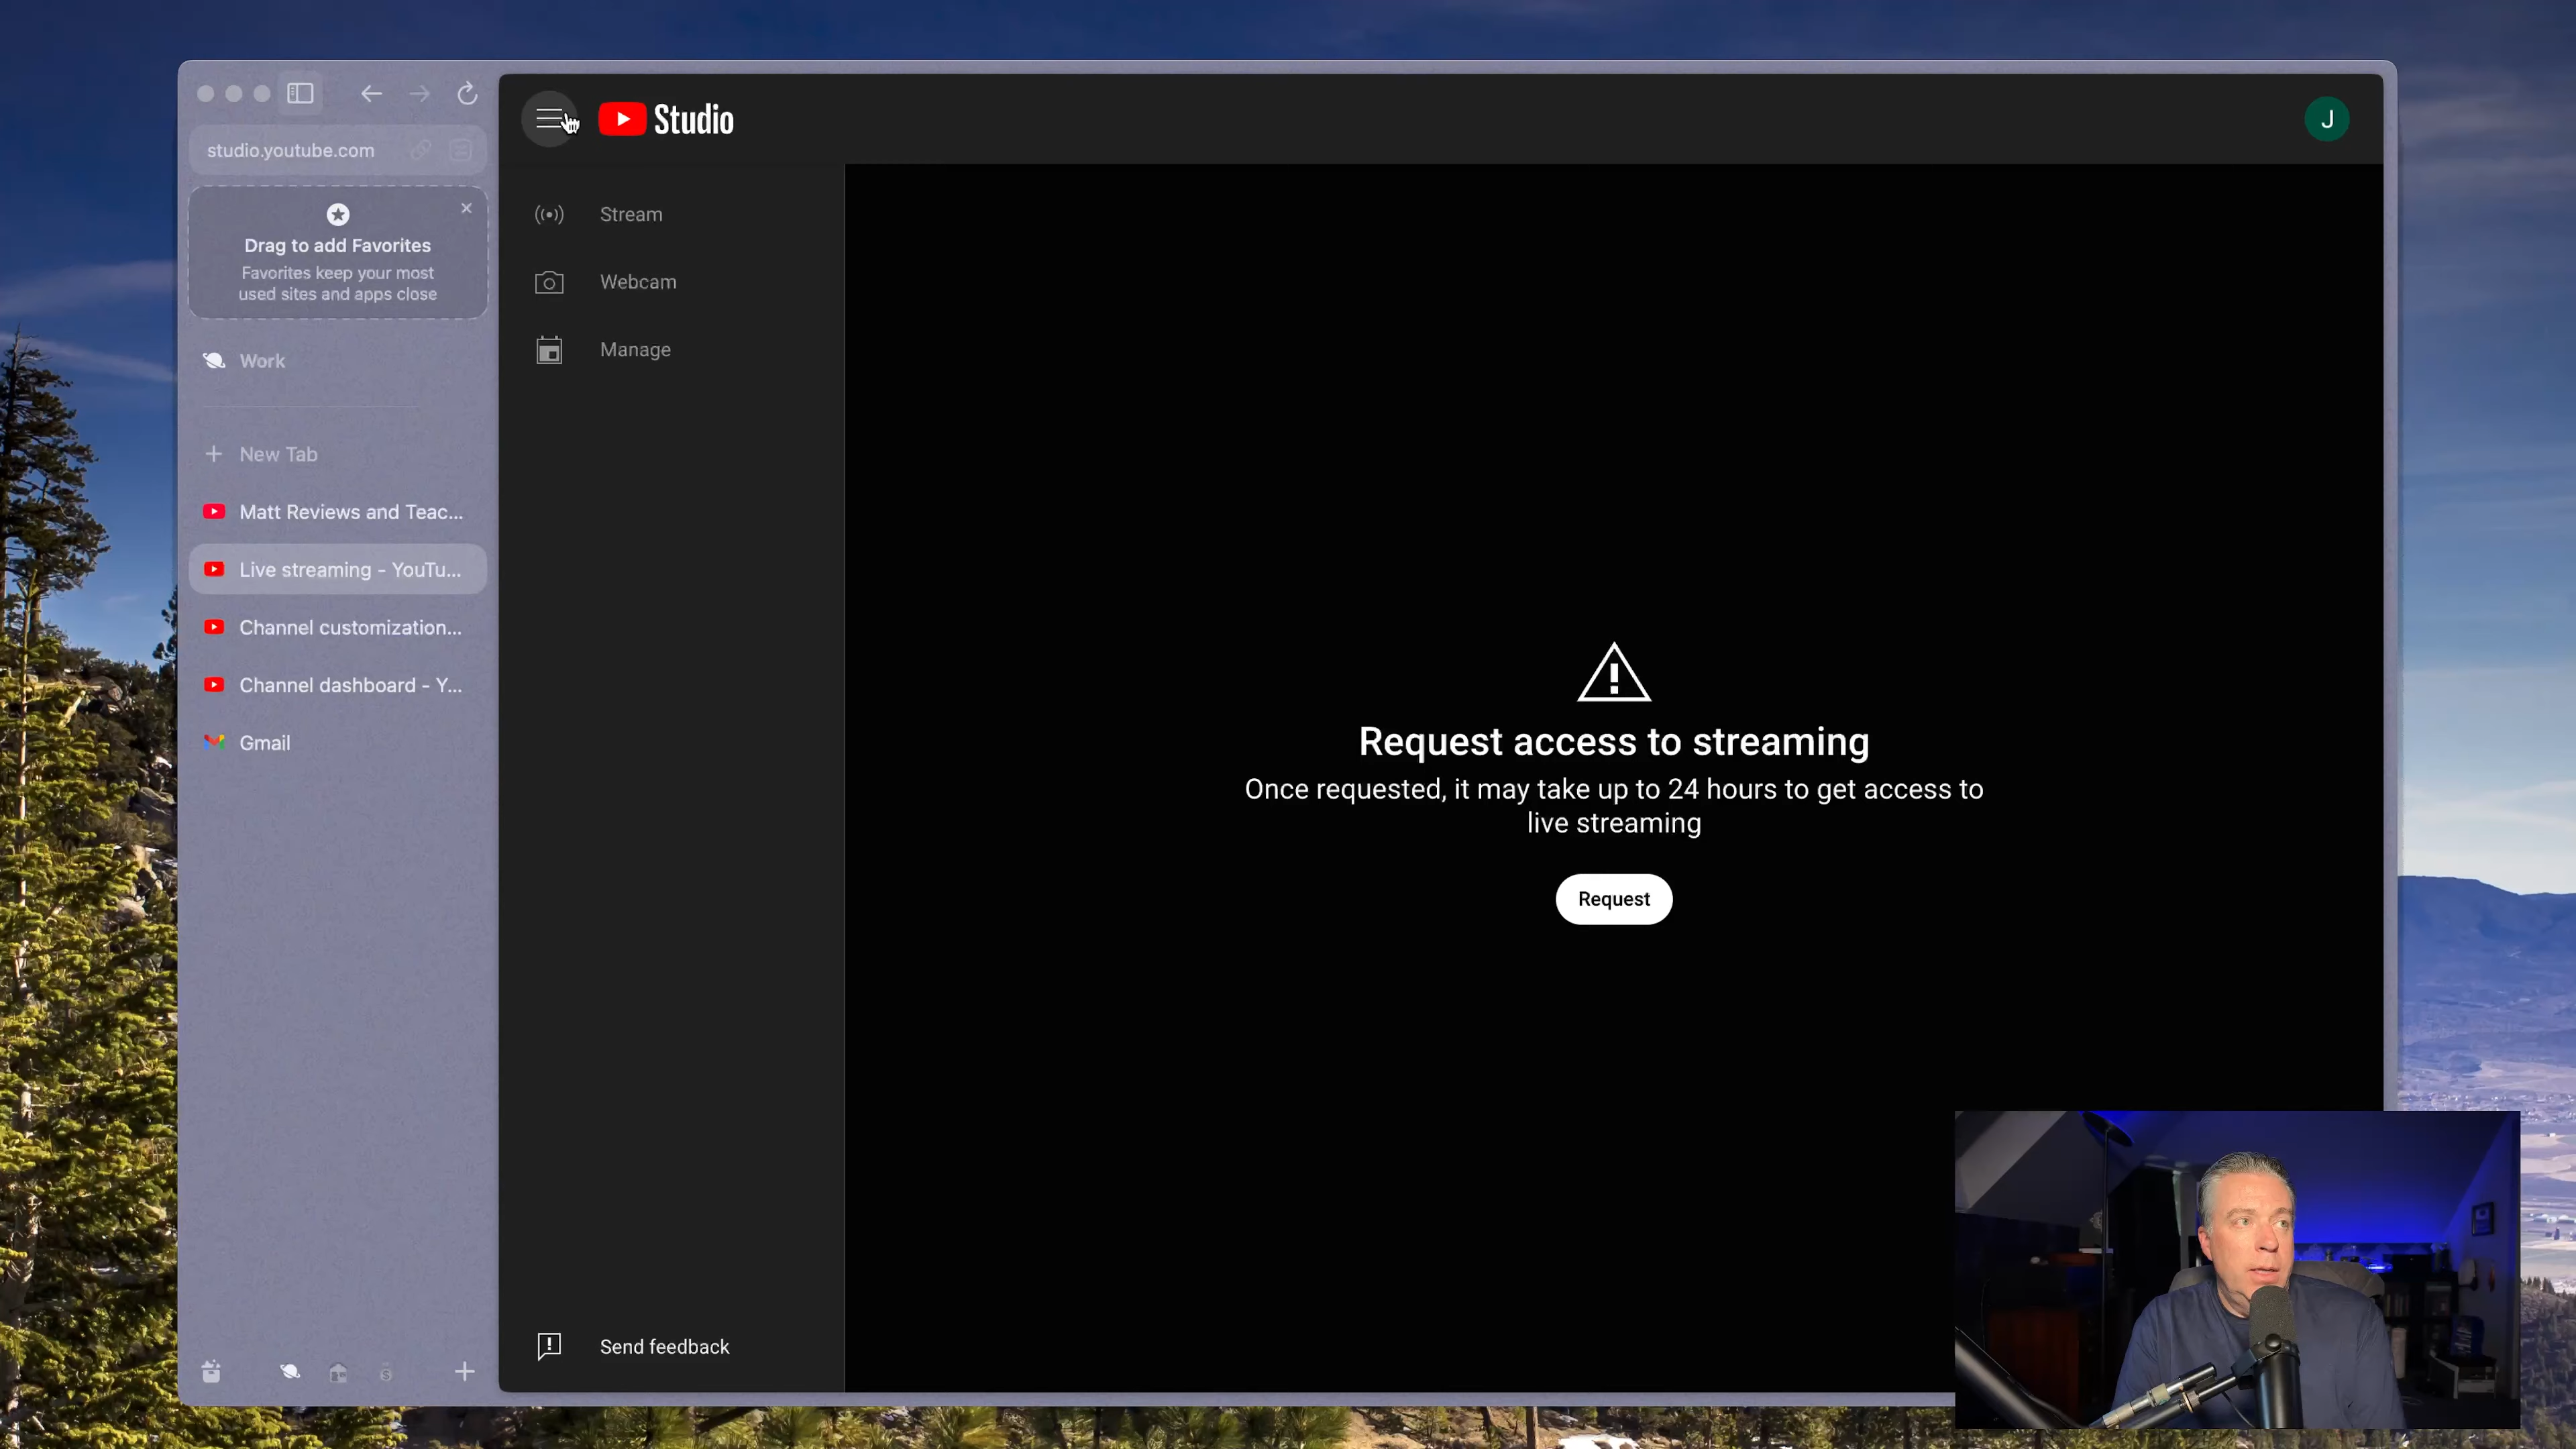 studio.youtube.com
Drag to add Favorites
Favorites keep your most
used sites and apps close
Work
New Tab
Matt Reviews and Teac...
Live streaming - YouTu...
Channel customization...
Channel dashboard - Y...
Gmail
Studio
J
Stream
Webcam
Manage
Request access to streaming
Once requested, it may take up to 24 hours to get access to
live streaming
Request
Send feedback